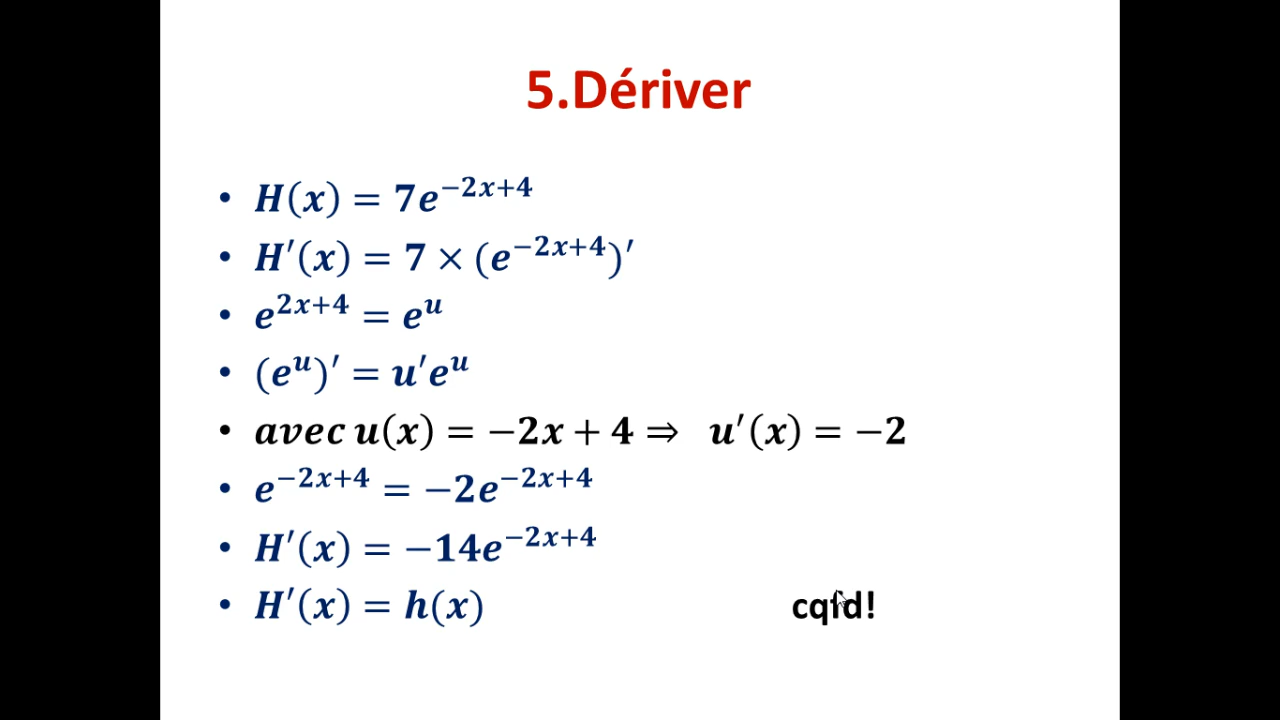 5.Dériver
• H(x) = 7e^{-2x+4}
• H'(x) = 7 × (e^{-2x+4})'
• e^{2x+4} = e^u
• (e^u)' = u'e^u
• avec u(x) = −2x + 4 ⇒ u'(x) = −2
• e^{-2x+4} = −2e^{-2x+4}
• H'(x) = −14e^{-2x+4}
• H'(x) = h(x) cqfd!